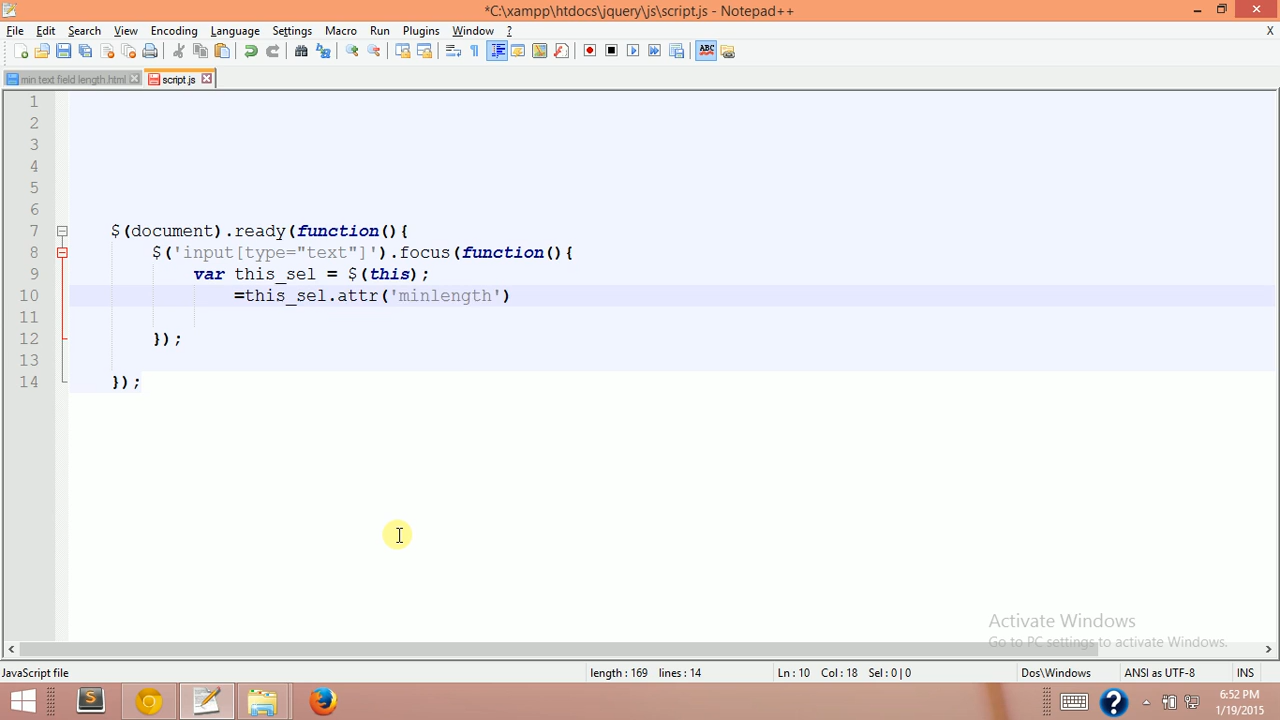 *C:\xampp\htdocs\jquery\js\script.js - Notepad++
File Edit Search View Encoding Language Settings Macro Run Plugins Window ? X
ABC
min text field length.html script.js
1
2
3
4
5
6
7 $(document).ready(function(){
8 $('input[type="text"]').focus(function(){
9 var this_sel = $(this);
10 =this_sel.attr('minlength')
11
12 });
13
14 });
Activate Windows
Go to PC settings to activate Windows.
JavaScript file length : 169 lines : 14 Ln : 10 Col : 18 Sel : 0 | 0 Dos\Windows ANSI as UTF-8 INS
6:52 PM
1/19/2015